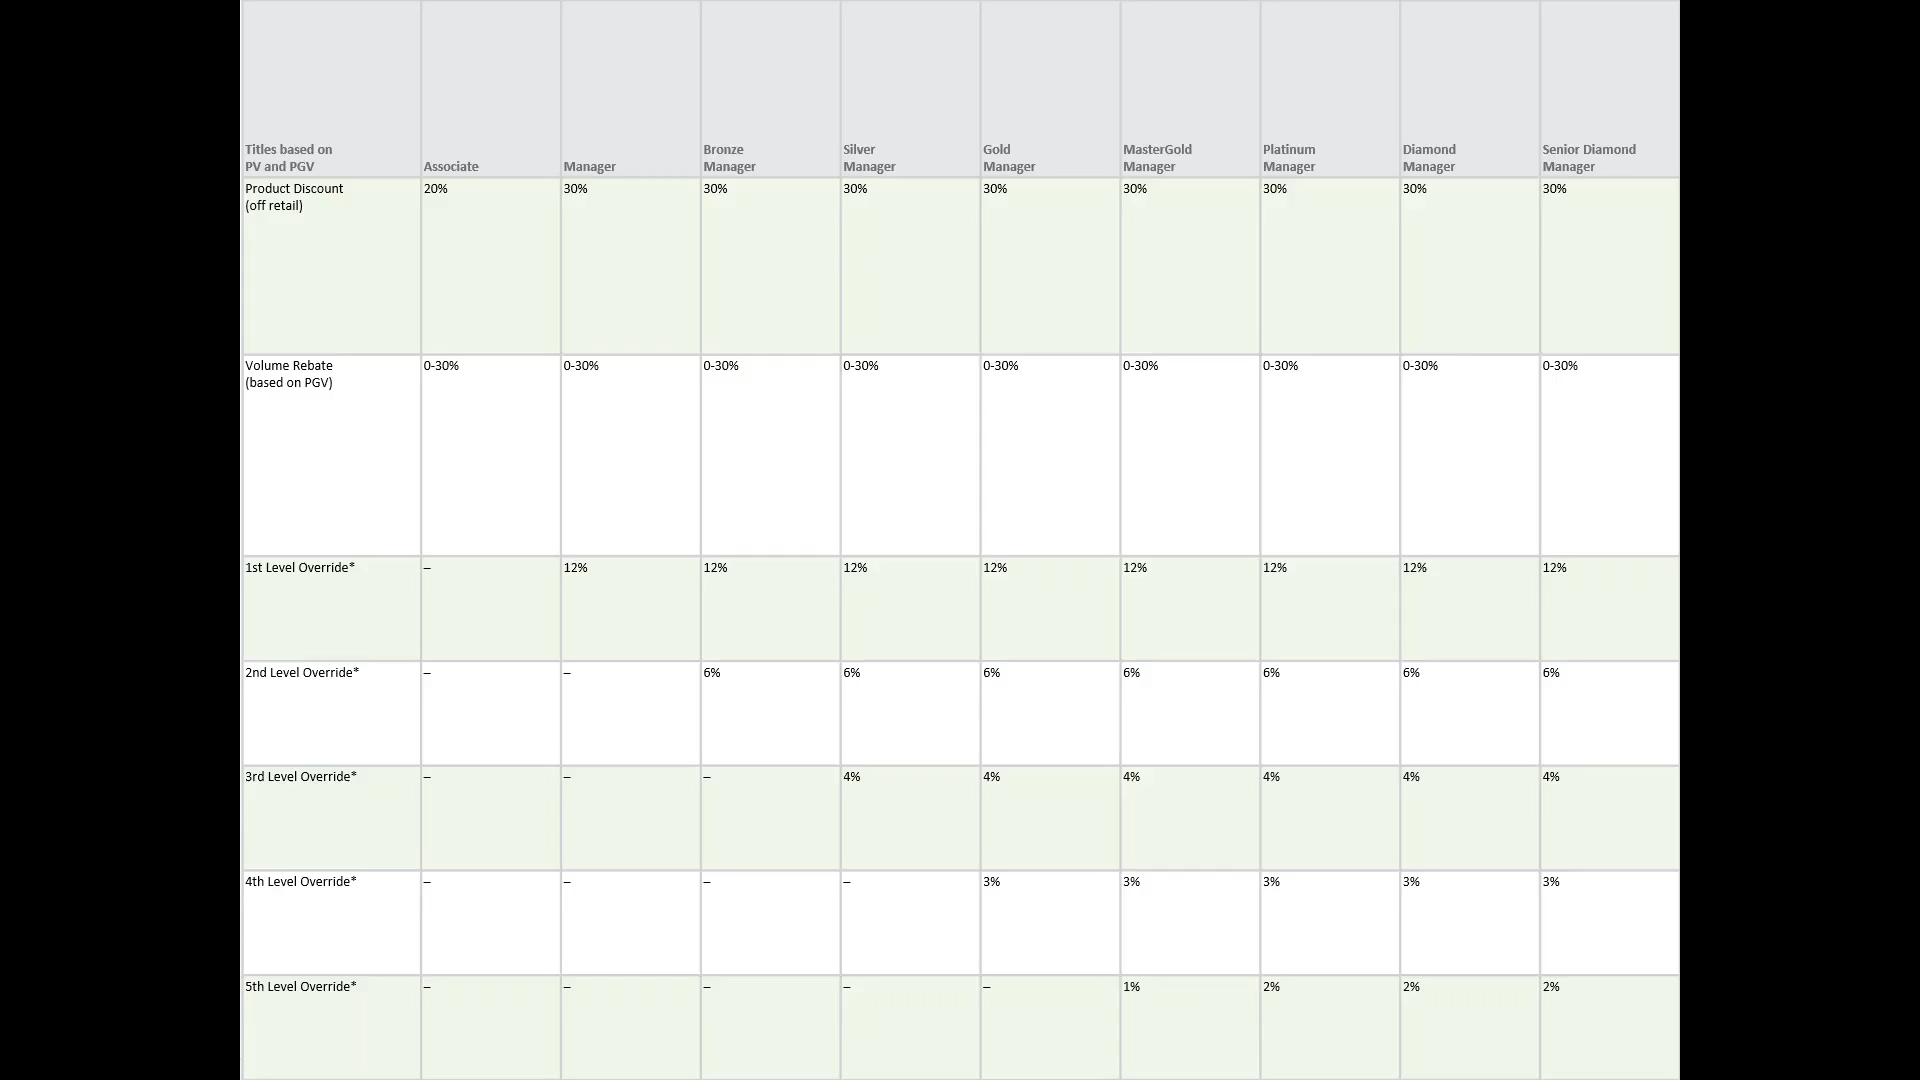 Titles based on
PV and PGV
Associate
Manager
Bronze
Manager
Silver
Manager
Gold
Manager
MasterGold
Manager
Platinum
Manager
Diamond
Manager
Senior Diamond
Manager
Product Discount
(off retail)
20%
30%
30%
30%
30%
30%
30%
30%
30%
Volume Rebate
(based on PGV)
0-30%
0-30%
0-30%
0-30%
0-30%
0-30%
0-30%
0-30%
0-30%
1st Level Override*
–
12%
12%
12%
12%
12%
12%
12%
12%
2nd Level Override*
–
–
6%
6%
6%
6%
6%
6%
6%
3rd Level Override*
–
–
–
4%
4%
4%
4%
4%
4%
4th Level Override*
–
–
–
–
3%
3%
3%
3%
3%
5th Level Override*
–
–
–
–
–
1%
2%
2%
2%